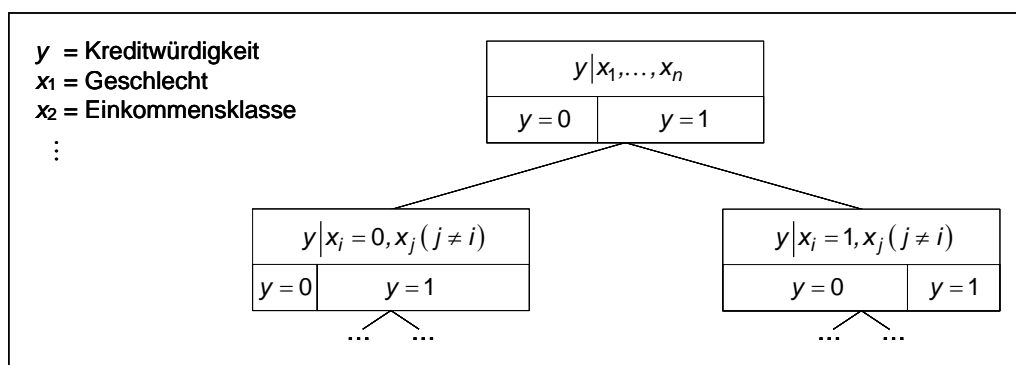 y = Kreditwürdigkeit
x₁ = Geschlecht
x₂ = Einkommensklasse
⋮
y|x₁,…,xₙ
y = 0 y = 1
y|xᵢ = 0, xⱼ (j ≠ i)
y = 0 y = 1
... ...
y|xᵢ = 1, xⱼ (j ≠ i)
y = 0 y = 1
... ...